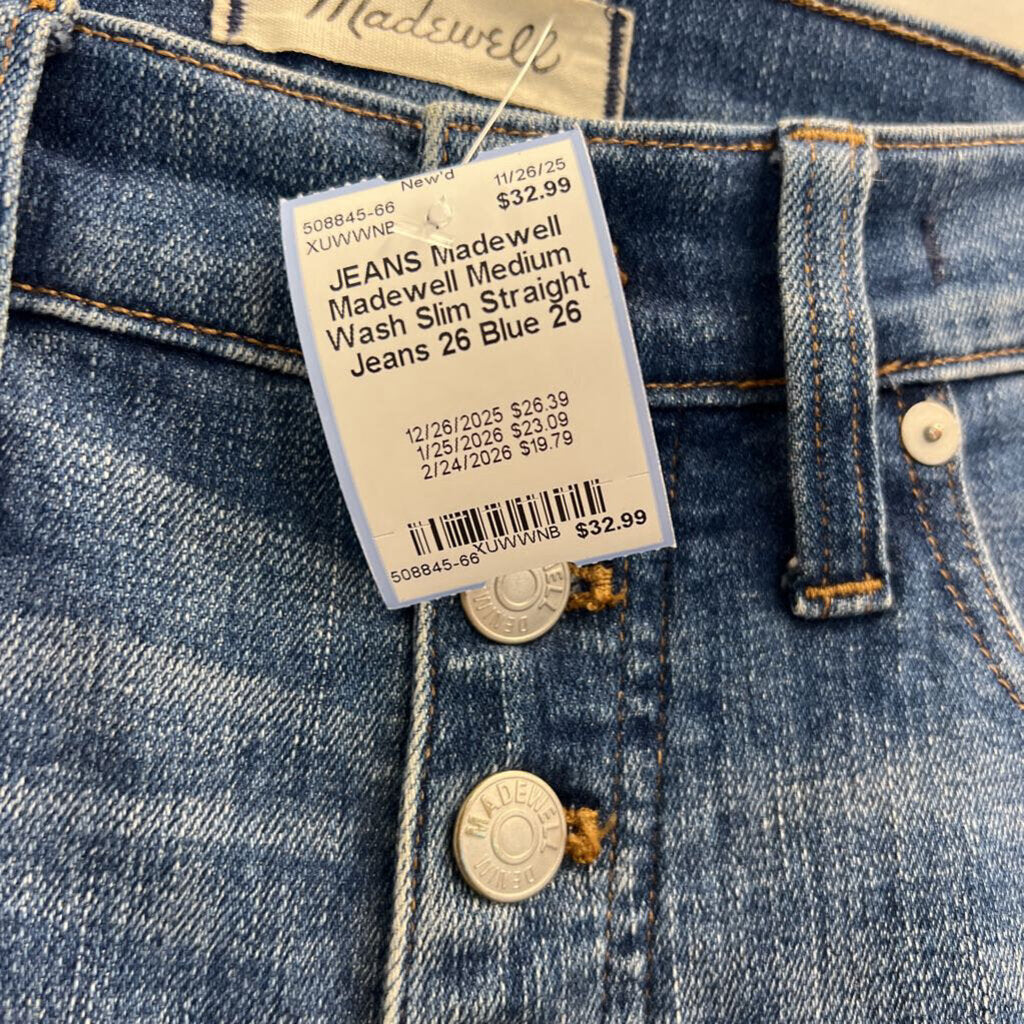 Madewell
New'd
11/26/25
508845-66
$32.99
XUWWNB
JEANS Madewell
Madewell Medium
Wash Slim Straight
Jeans 26 Blue 26
12/26/2025 $26.39
1/25/2026 $23.09
2/24/2026 $19.79
508845-66
XUWWNB
$32.99
ELL
DENIM
MADEWELL
DENIM